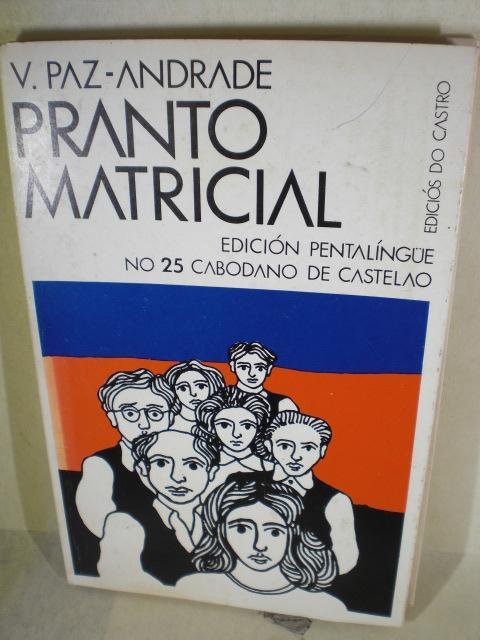 V. PAZ-ANDRADE
PRANTO
MATRICIAL
EDICIÓN PENTALÍNGÜE
NO 25 CABODANO DE CASTELAO
EDICIÓS DO CASTRO